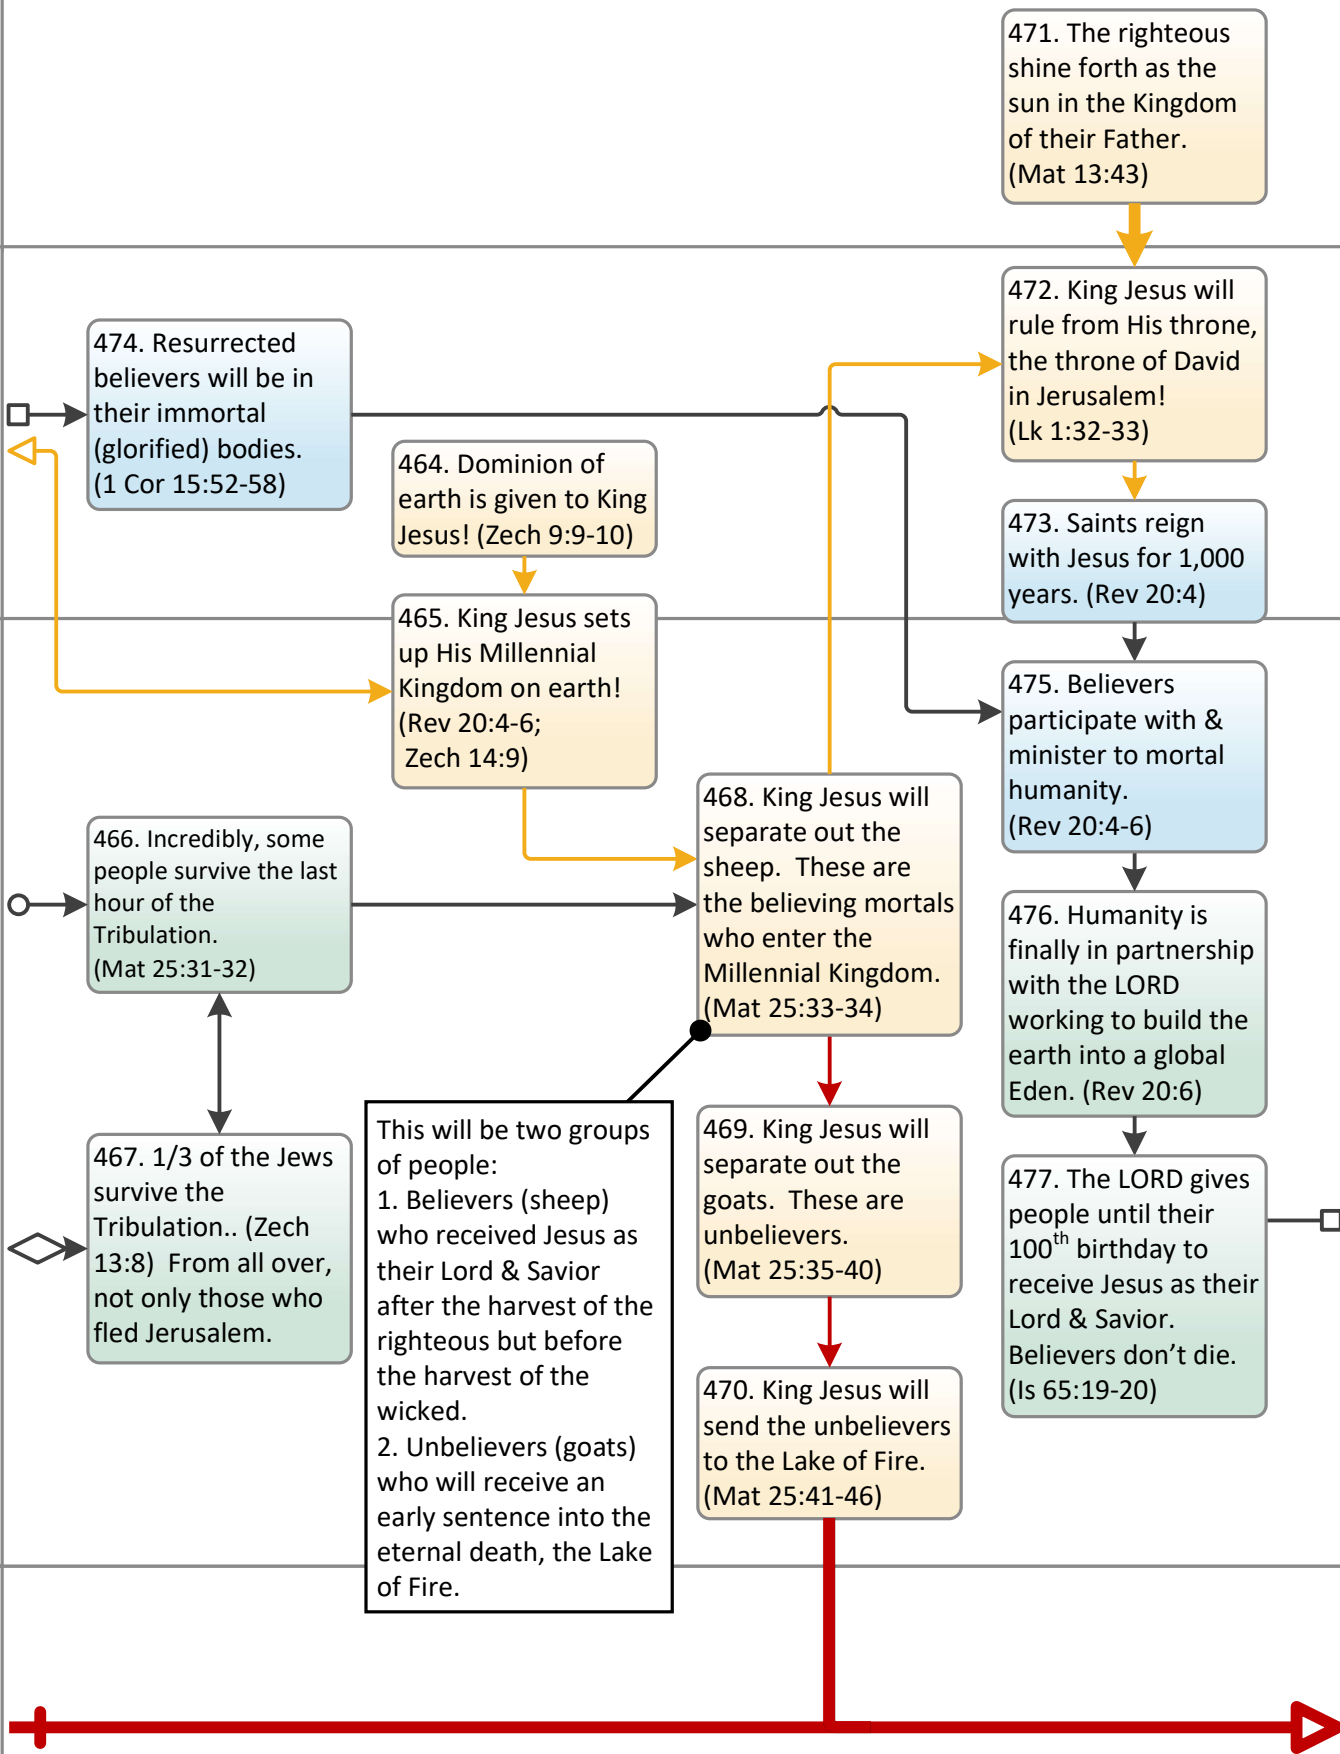 471. The righteous
shine forth as the
sun in the Kingdom
of their Father.
(Mat 13:43)
472. King Jesus will
rule from His throne,
the throne of David
in Jerusalem!
(Lk 1:32-33)
474. Resurrected
believers will be in
their immortal
(glorified) bodies.
(1 Cor 15:52-58)
464. Dominion of
earth is given to King
Jesus! (Zech 9:9-10)
473. Saints reign
with Jesus for 1,000
years. (Rev 20:4)
465. King Jesus sets
up His Millennial
Kingdom on earth!
(Rev 20:4-6;
Zech 14:9)
475. Believers
participate with &
minister to mortal
humanity.
(Rev 20:4-6)
466. Incredibly, some
people survive the last
hour of the
Tribulation.
(Mat 25:31-32)
468. King Jesus will
separate out the
sheep.  These are
the believing mortals
who enter the
Millennial Kingdom.
(Mat 25:33-34)
476. Humanity is
finally in partnership
with the LORD
working to build the
earth into a global
Eden. (Rev 20:6)
467. 1/3 of the Jews
survive the
Tribulation.. (Zech
13:8)  From all over,
not only those who
fled Jerusalem.
This will be two groups
of people:
1. Believers (sheep)
who received Jesus as
their Lord & Savior
after the harvest of the
righteous but before
the harvest of the
wicked.
2. Unbelievers (goats)
who will receive an
early sentence into the
eternal death, the Lake
of Fire.
469. King Jesus will
separate out the
goats.  These are
unbelievers.
(Mat 25:35-40)
477. The LORD gives
people until their
100th birthday to
receive Jesus as their
Lord & Savior.
Believers don't die.
(Is 65:19-20)
470. King Jesus will
send the unbelievers
to the Lake of Fire.
(Mat 25:41-46)